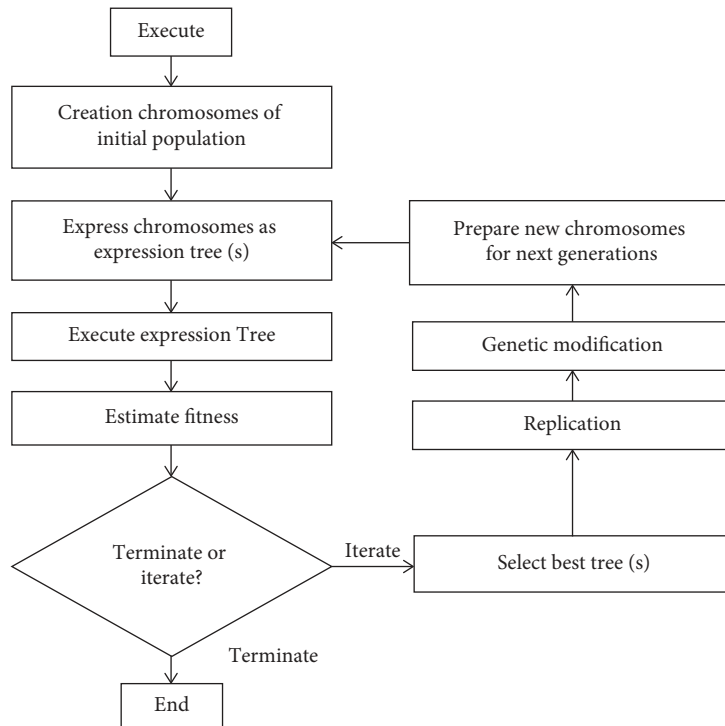 Execute
Creation chromosomes of
initial population
Express chromosomes as
expression tree (s)
Execute expression Tree
Estimate fitness
Terminate or
iterate?
Iterate
Terminate
End
Select best tree (s)
Replication
Genetic modification
Prepare new chromosomes
for next generations